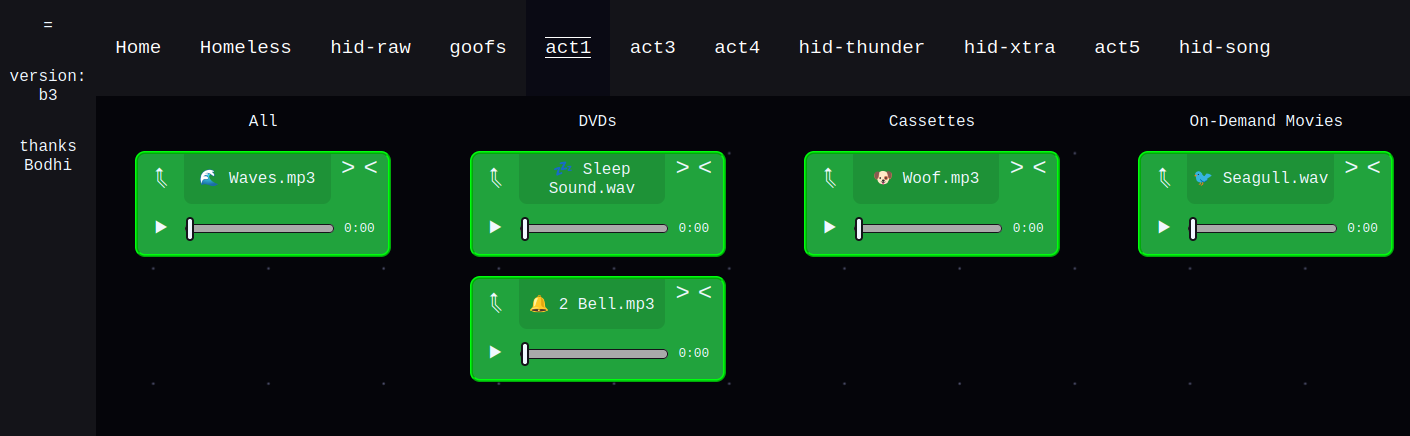 =
version:
b3
thanks
Bodhi
Home Homeless hid-raw goofs act1 act3 act4 hid-thunder hid-xtra act5 hid-song
All DVDs Cassettes On-Demand Movies
🌊 Waves.mp3 > <
0:00
💤 Sleep
Sound.wav > <
0:00
🐶 Woof.mp3 > <
0:00
🐦 Seagull.wav > <
0:00
🔔 2 Bell.mp3 > <
0:00